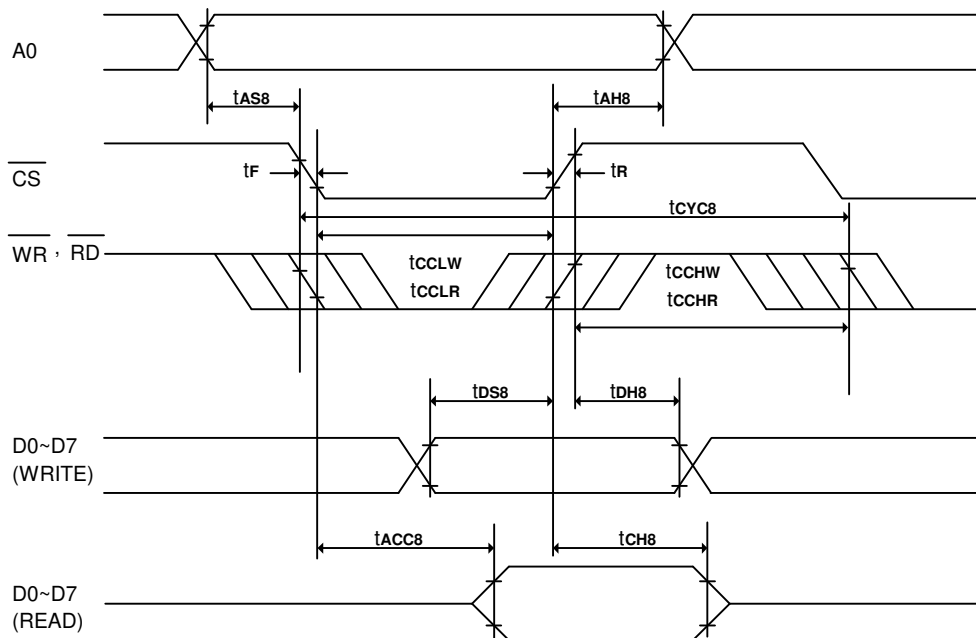 A0
tAS8
tAH8
CS
tF
tR
tCYC8
WR , RD
tCCLW
tCCLR
tCCHW
tCCHR
tDS8
tDH8
D0~D7
(WRITE)
tACC8
tCH8
D0~D7
(READ)